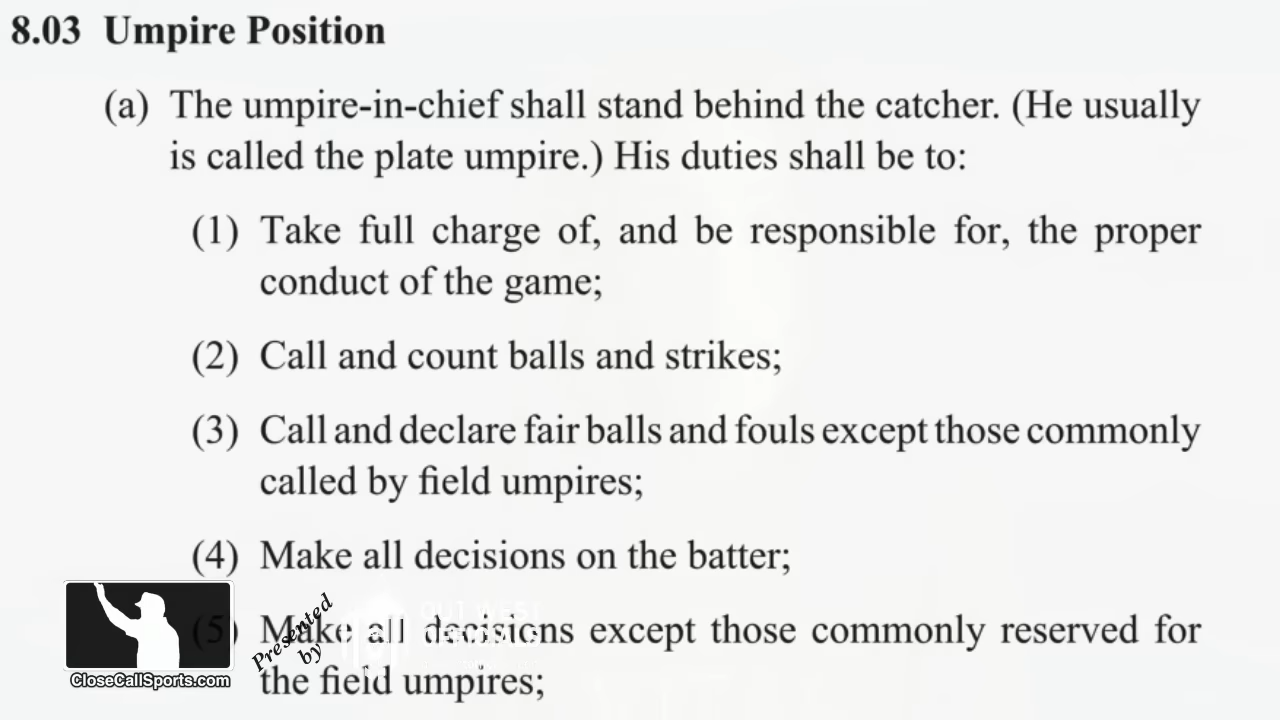 8.03 Umpire Position
(a) The umpire-in-chief shall stand behind the catcher. (He usually
is called the plate umpire.) His duties shall be to:
(1) Take full charge of, and be responsible for, the proper
conduct of the game;
(2) Call and count balls and strikes;
(3) Call and declare fair balls and fouls except those commonly
called by field umpires;
(4) Make all decisions on the batter;
(5) Make all decisions except those commonly reserved for
the field umpires;
CloseCallSports.com
Presented
by
OUT WEST
OFFICIALS